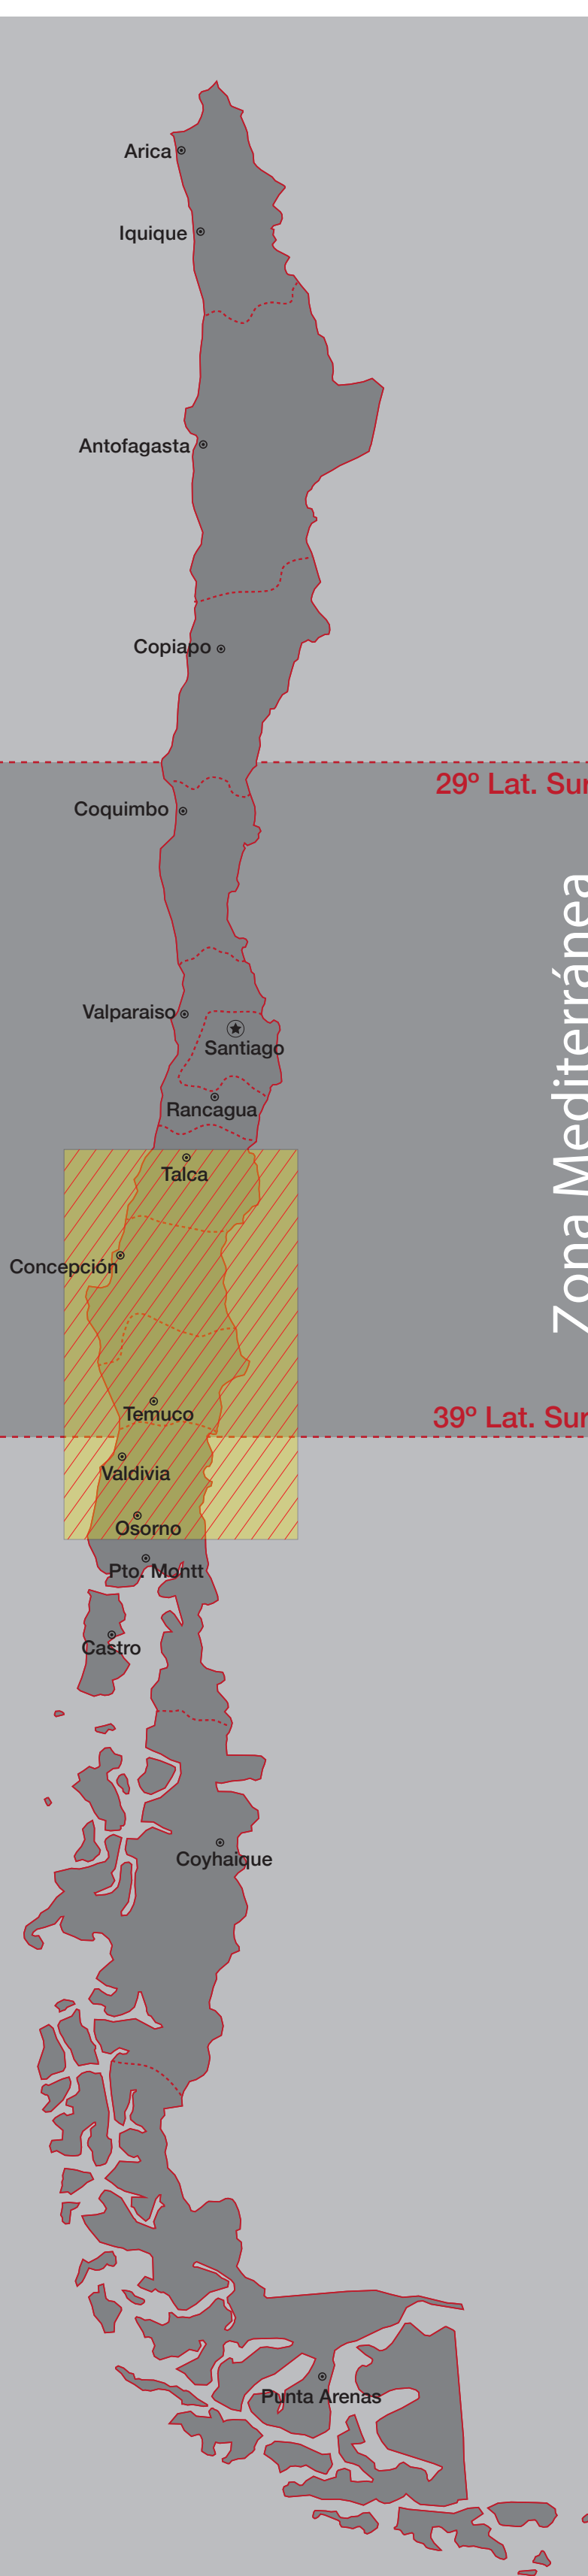 Arica
Iquique
Antofagasta
Copiapo
29º Lat. Sur
Coquimbo
Zona Mediterránea
Valparaiso
Santiago
Rancagua
Talca
Concepción
Temuco
39º Lat. Sur
Valdivia
Osorno
Pto. Montt
Castro
Coyhaique
Punta Arenas